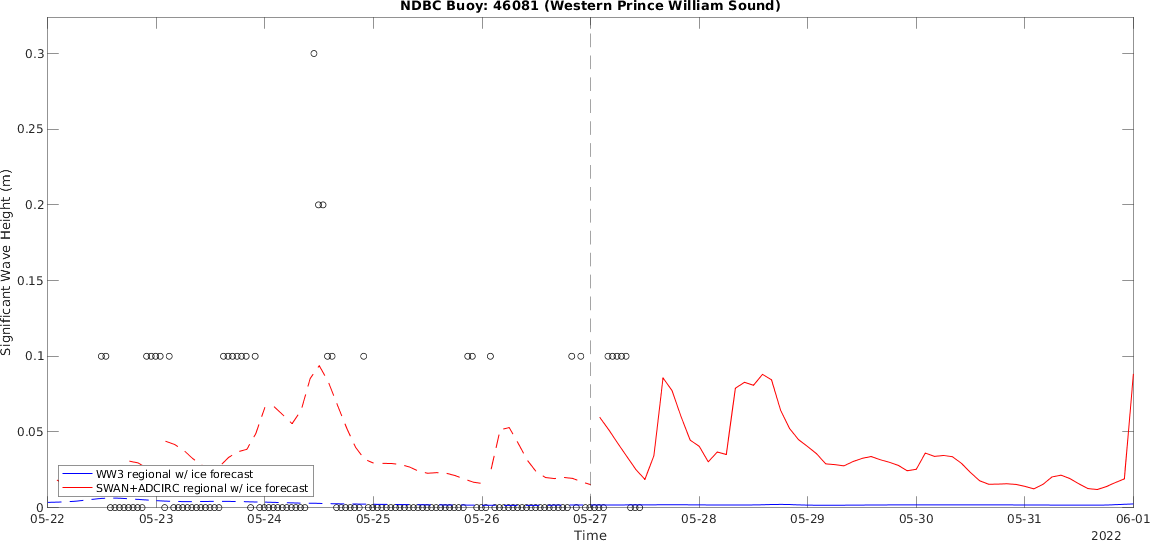 NDBC Buoy: 46081 (Western Prince William Sound)
Significant Wave Height (m)
0.3
0.25
0.2
0.15
0.1
0.05
0
WW3 regional w/ ice forecast
SWAN+ADCIRC regional w/ ice forecast
05-22 05-23 05-24 05-25 05-26 05-27 05-28 05-29 05-30 05-31 06-01
Time
2022